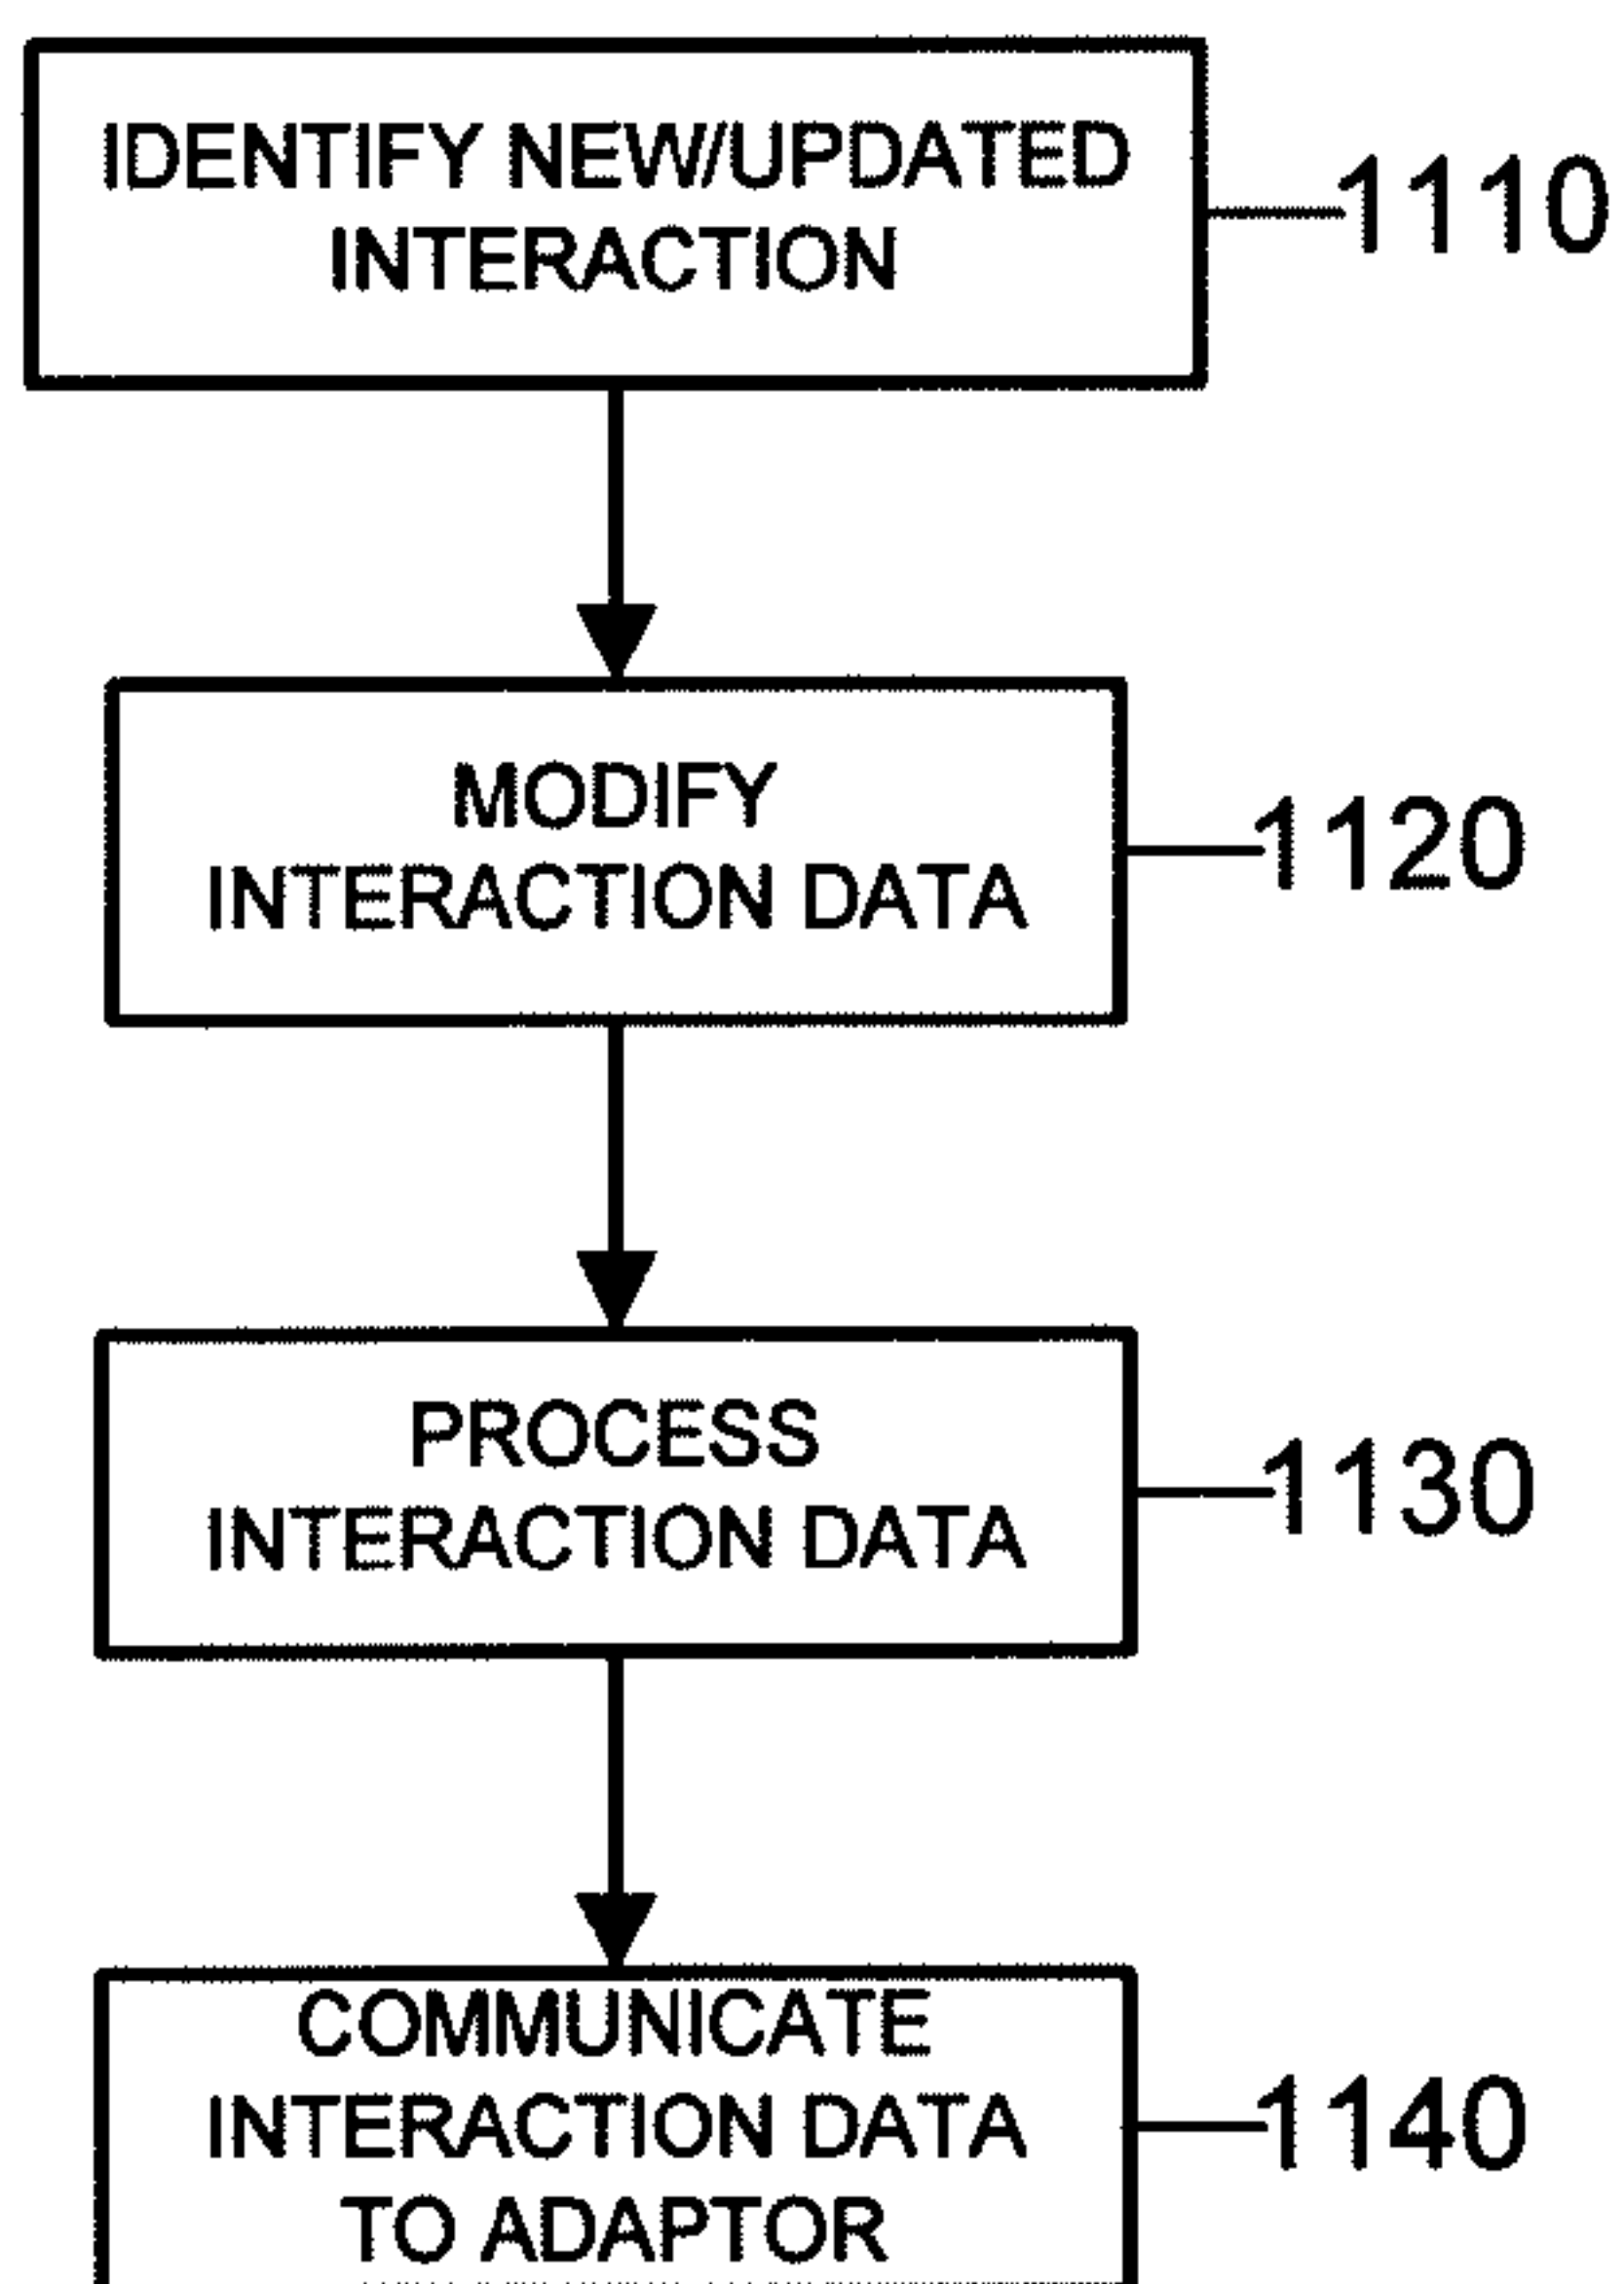 IDENTIFY NEW/UPDATED
INTERACTION
1110
MODIFY
INTERACTION DATA
1120
PROCESS
INTERACTION DATA
1130
COMMUNICATE
INTERACTION DATA
TO ADAPTOR
1140